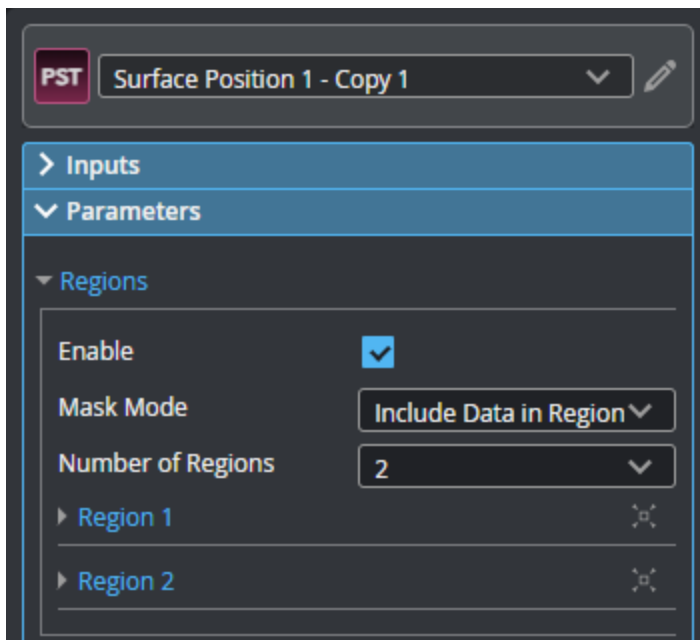 PST Surface Position 1 - Copy 1
Inputs
Parameters
Regions
Enable
Mask Mode Include Data in Region
Number of Regions 2
Region 1
Region 2